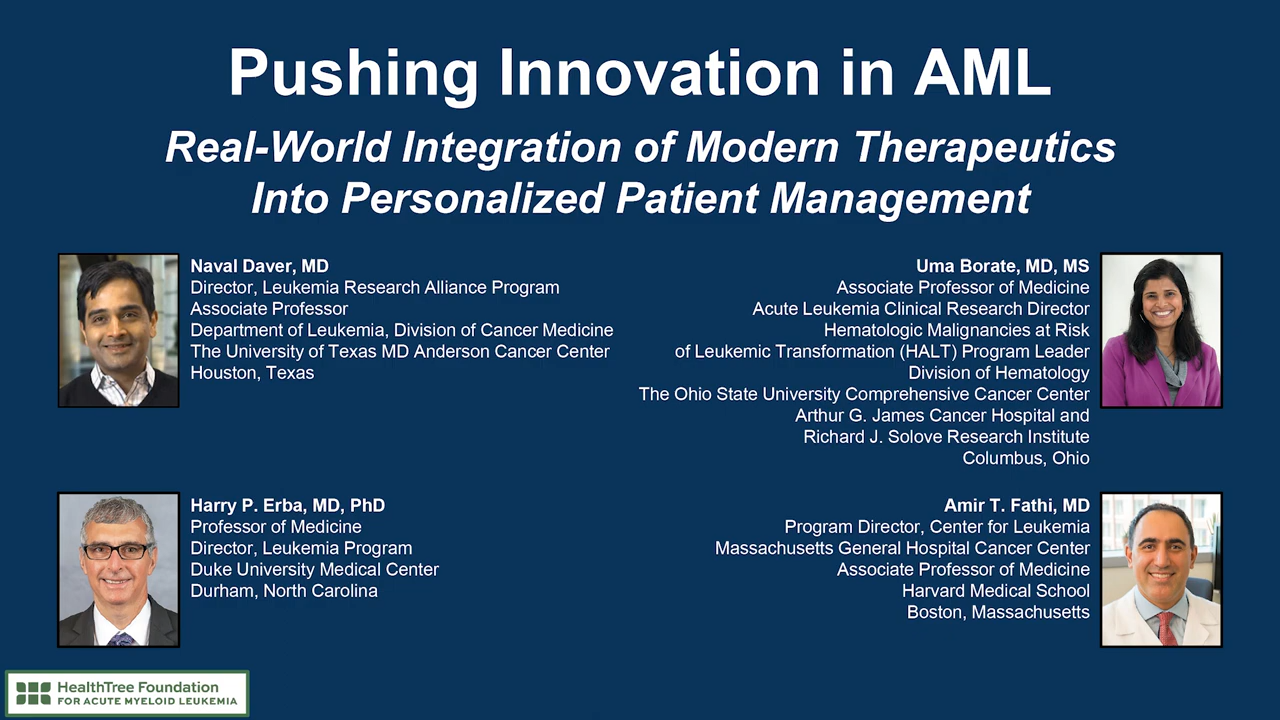 Pushing Innovation in AML
Real-World Integration of Modern Therapeutics
Into Personalized Patient Management
Naval Daver, MD
Director, Leukemia Research Alliance Program
Associate Professor
Department of Leukemia, Division of Cancer Medicine
The University of Texas MD Anderson Cancer Center
Houston, Texas
Uma Borate, MD, MS
Associate Professor of Medicine
Acute Leukemia Clinical Research Director
Hematologic Malignancies at Risk
of Leukemic Transformation (HALT) Program Leader
Division of Hematology
The Ohio State University Comprehensive Cancer Center
Arthur G. James Cancer Hospital and
Richard J. Solove Research Institute
Columbus, Ohio
Harry P. Erba, MD, PhD
Professor of Medicine
Director, Leukemia Program
Duke University Medical Center
Durham, North Carolina
Amir T. Fathi, MD
Program Director, Center for Leukemia
Massachusetts General Hospital Cancer Center
Associate Professor of Medicine
Harvard Medical School
Boston, Massachusetts
HealthTree Foundation
FOR ACUTE MYELOID LEUKEMIA